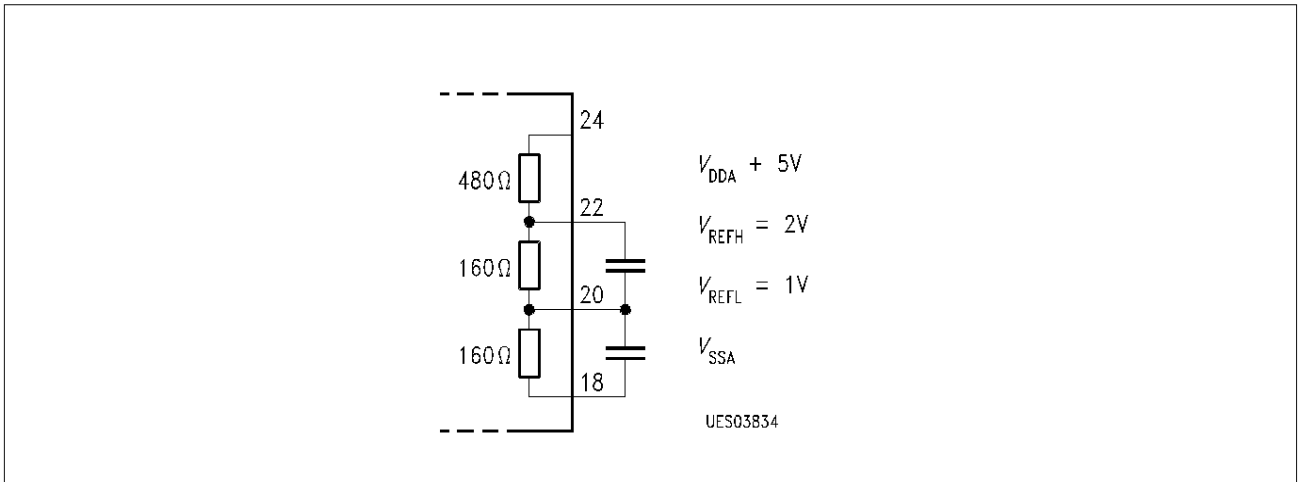 24
V_DDA + 5V
480Ω
22
V_REFH = 2V
160Ω
20
V_REFL = 1V
160Ω
V_SSA
18
UES03834